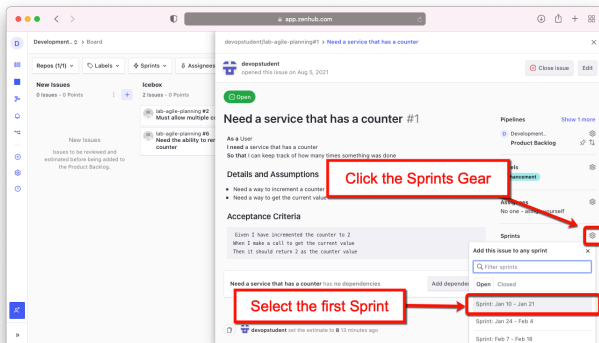 app.zenhub.com
D
Development..
Board
Repos (1/1)
Labels
Sprints
Assignees
New Issues
0 Issues - 0 Points
New Issues
Issues to be reviewed and
estimated before being added to
the Product Backlog.
Icebox
2 Issues - 0 Points
lab-agile-planning #2
Must allow multiple co
lab-agile-planning #6
Need the ability to rem
counter
devopstudent/lab-agile-planning#1 > Need a service that has a counter
devopstudent
opened this issue on Aug 5, 2021
Close issue
Edit
Open
Need a service that has a counter #1
As a User
I need a service that has a counter
So that I can keep track of how many times something was done
Details and Assumptions
Need a way to increment a counter
Need a way to get the current value
Acceptance Criteria
Given I have incremented the counter to 2
When I make a call to get the current value
Then it should return 2 as the current value
Need a service that has a counter has no dependencies
Add depende
devopstudent set the estimate to 8 13 minutes ago
Pipelines
Show 1 more
D Development..
Product Backlog
Click the Sprints Gear
els
hancement
Assignees
No one - assign yourself
Sprints
Add this issue to any sprint
Filter sprints
Open
Closed
Select the first Sprint
Sprint: Jan 10 - Jan 21
Sprint: Jan 24 - Feb 4
Sprint: Feb 7 - Feb 18